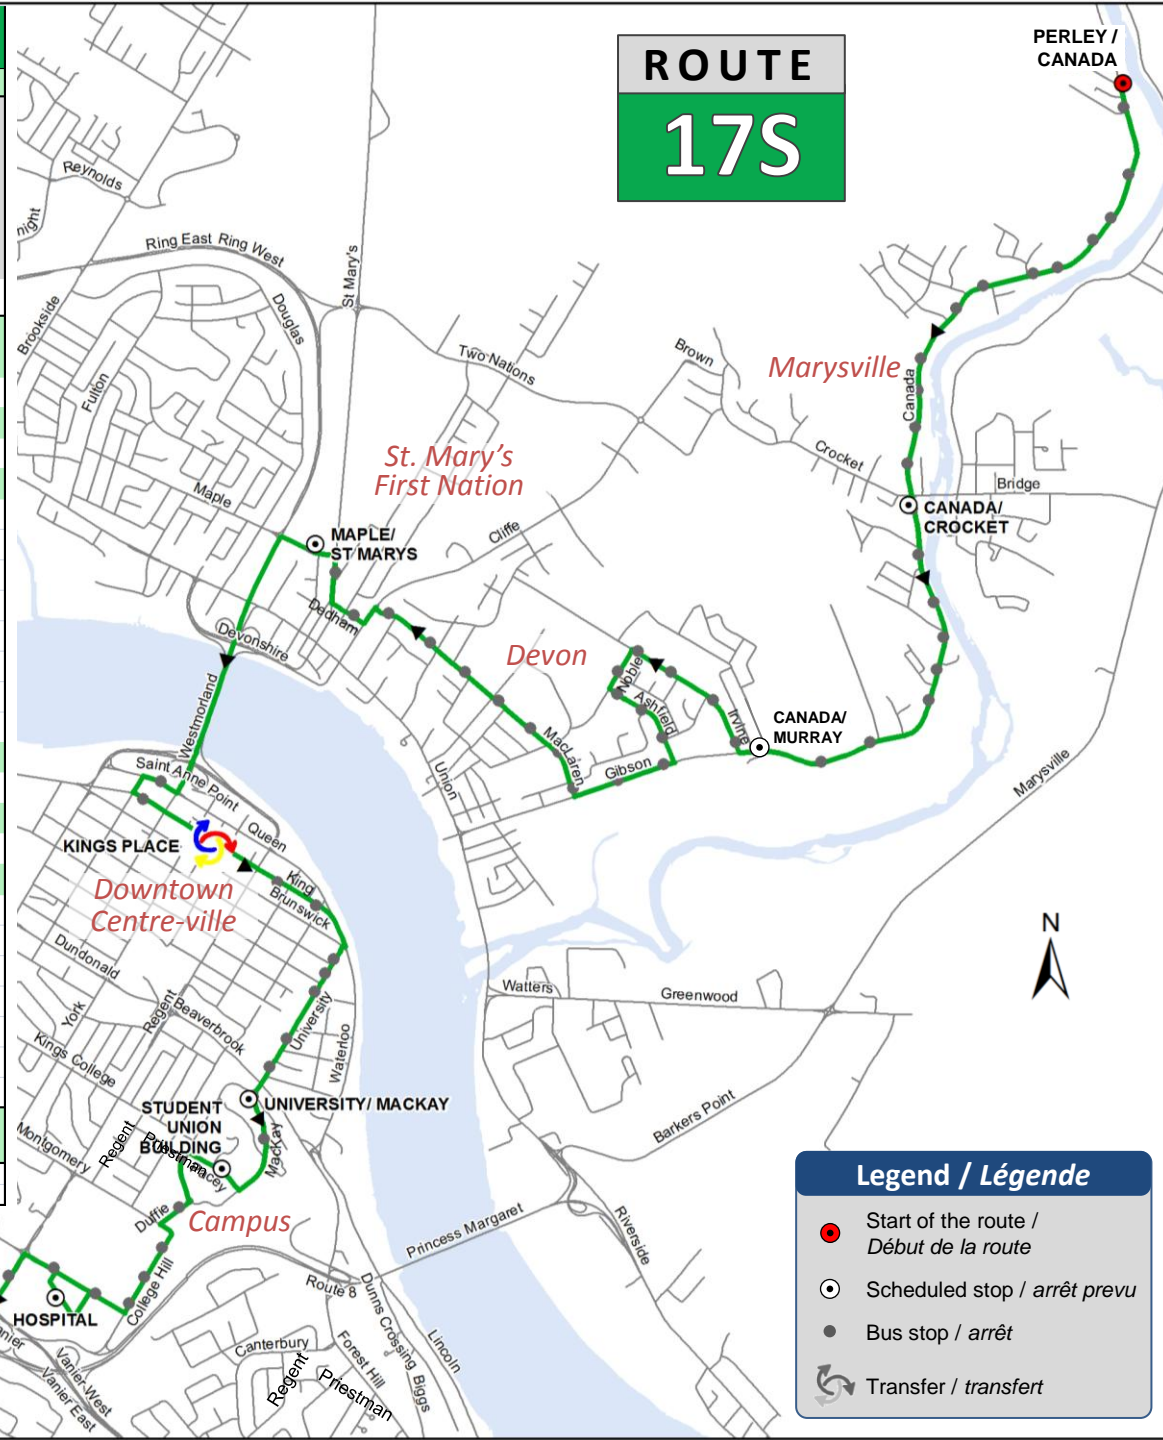 PERLEY /
CANADA
ROUTE
17S
Reynolds
night
Ring East Ring West
St Mary's
Douglas
Brookside
Fulton
Two Nations
Brown
Marysville
Canada
St. Mary's
First Nation
Crocket
Bridge
Maple
CANADA/
CROCKET
MAPLE/
ST MARYS
Cliffe
Dedham
Devonshire
Devon
Noble
Ashfield
Irvine
CANADA/
MURRAY
Westmorland
MacLaren
Gibson
Union
Marysville
Saint Anne Point
Queen
KINGS PLACE
King
Brunswick
Downtown
Centre-ville
N
Dundonald
York
Regent
Beaverbrook
University
Waterloo
Watters
Greenwood
Kings College
STUDENT
UNION
BUILDING
UNIVERSITY/ MACKAY
Montgomery
Regent
Priestman
acey
MacKay
Barkers Point
Duffie
Campus
Princess Margaret
Riverside
College Hill
Route 8
HOSPITAL
anier
Vanier West
Vanier East
Canterbury
Regent
Priestman
Forest Hill
Dunns Crossing
Biggs
Lincoln
Legend / Légende
Start of the route /
Début de la route
Scheduled stop / arrêt prevu
Bus stop / arrêt
Transfer / transfert